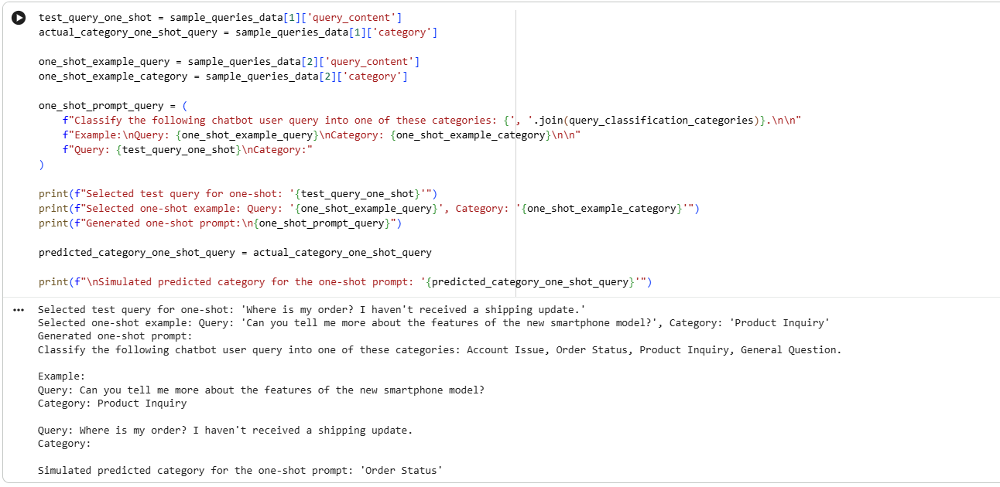 test_query_one_shot = sample_queries_data[1]['query_content']
actual_category_one_shot_query = sample_queries_data[1]['category']

one_shot_example_query = sample_queries_data[2]['query_content']
one_shot_example_category = sample_queries_data[2]['category']

one_shot_prompt_query = (
    f"Classify the following chatbot user query into one of these categories: {', '.join(query_classification_categories)}.\n\n"
    f"Example:\nQuery: {one_shot_example_query}\nCategory: {one_shot_example_category}\n\n"
    f"Query: {test_query_one_shot}\nCategory:"
)

print(f"Selected test query for one-shot: '{test_query_one_shot}'")
print(f"Selected one-shot example: Query: '{one_shot_example_query}', Category: '{one_shot_example_category}'")
print(f"Generated one-shot prompt:\n{one_shot_prompt_query}")

predicted_category_one_shot_query = actual_category_one_shot_query

print(f"\nSimulated predicted category for the one-shot prompt: '{predicted_category_one_shot_query}'")

Selected test query for one-shot: 'Where is my order? I haven't received a shipping update.'
Selected one-shot example: Query: 'Can you tell me more about the features of the new smartphone model?', Category: 'Product Inquiry'
Generated one-shot prompt:
Classify the following chatbot user query into one of these categories: Account Issue, Order Status, Product Inquiry, General Question.

Example:
Query: Can you tell me more about the features of the new smartphone model?
Category: Product Inquiry

Query: Where is my order? I haven't received a shipping update.
Category:

Simulated predicted category for the one-shot prompt: 'Order Status'